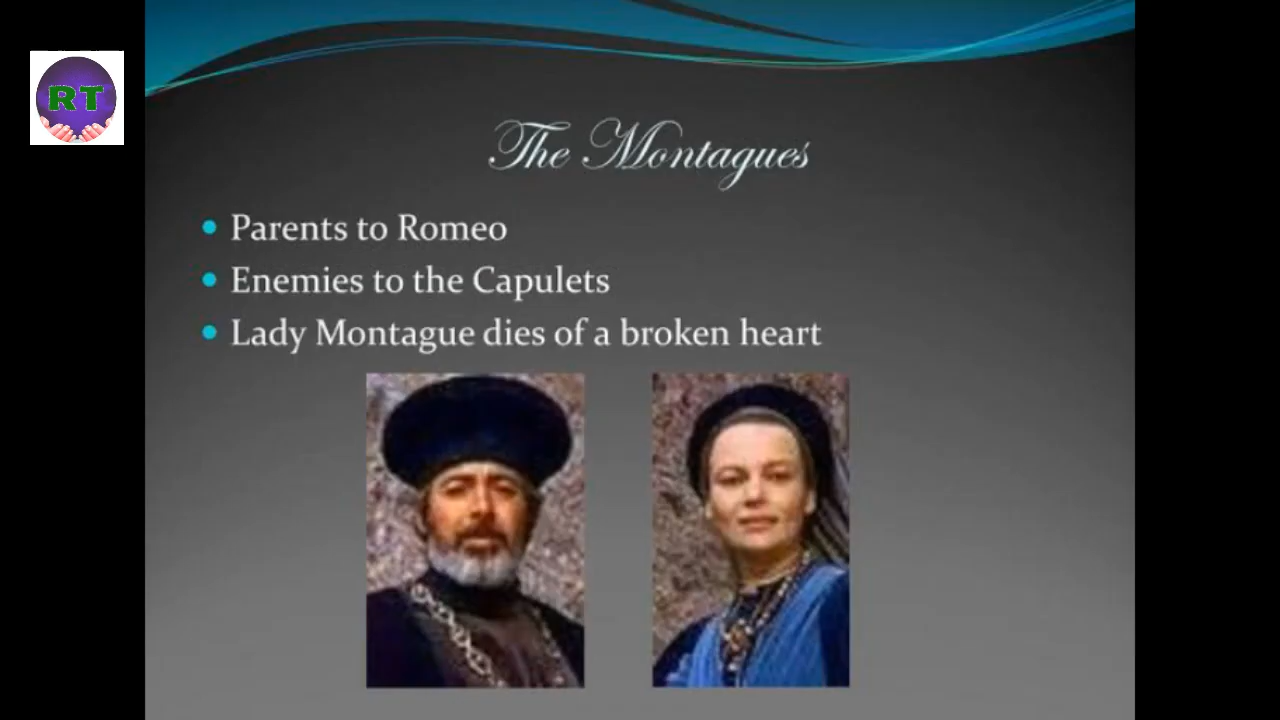 RT
The Montagues
Parents to Romeo
Enemies to the Capulets
Lady Montague dies of a broken heart